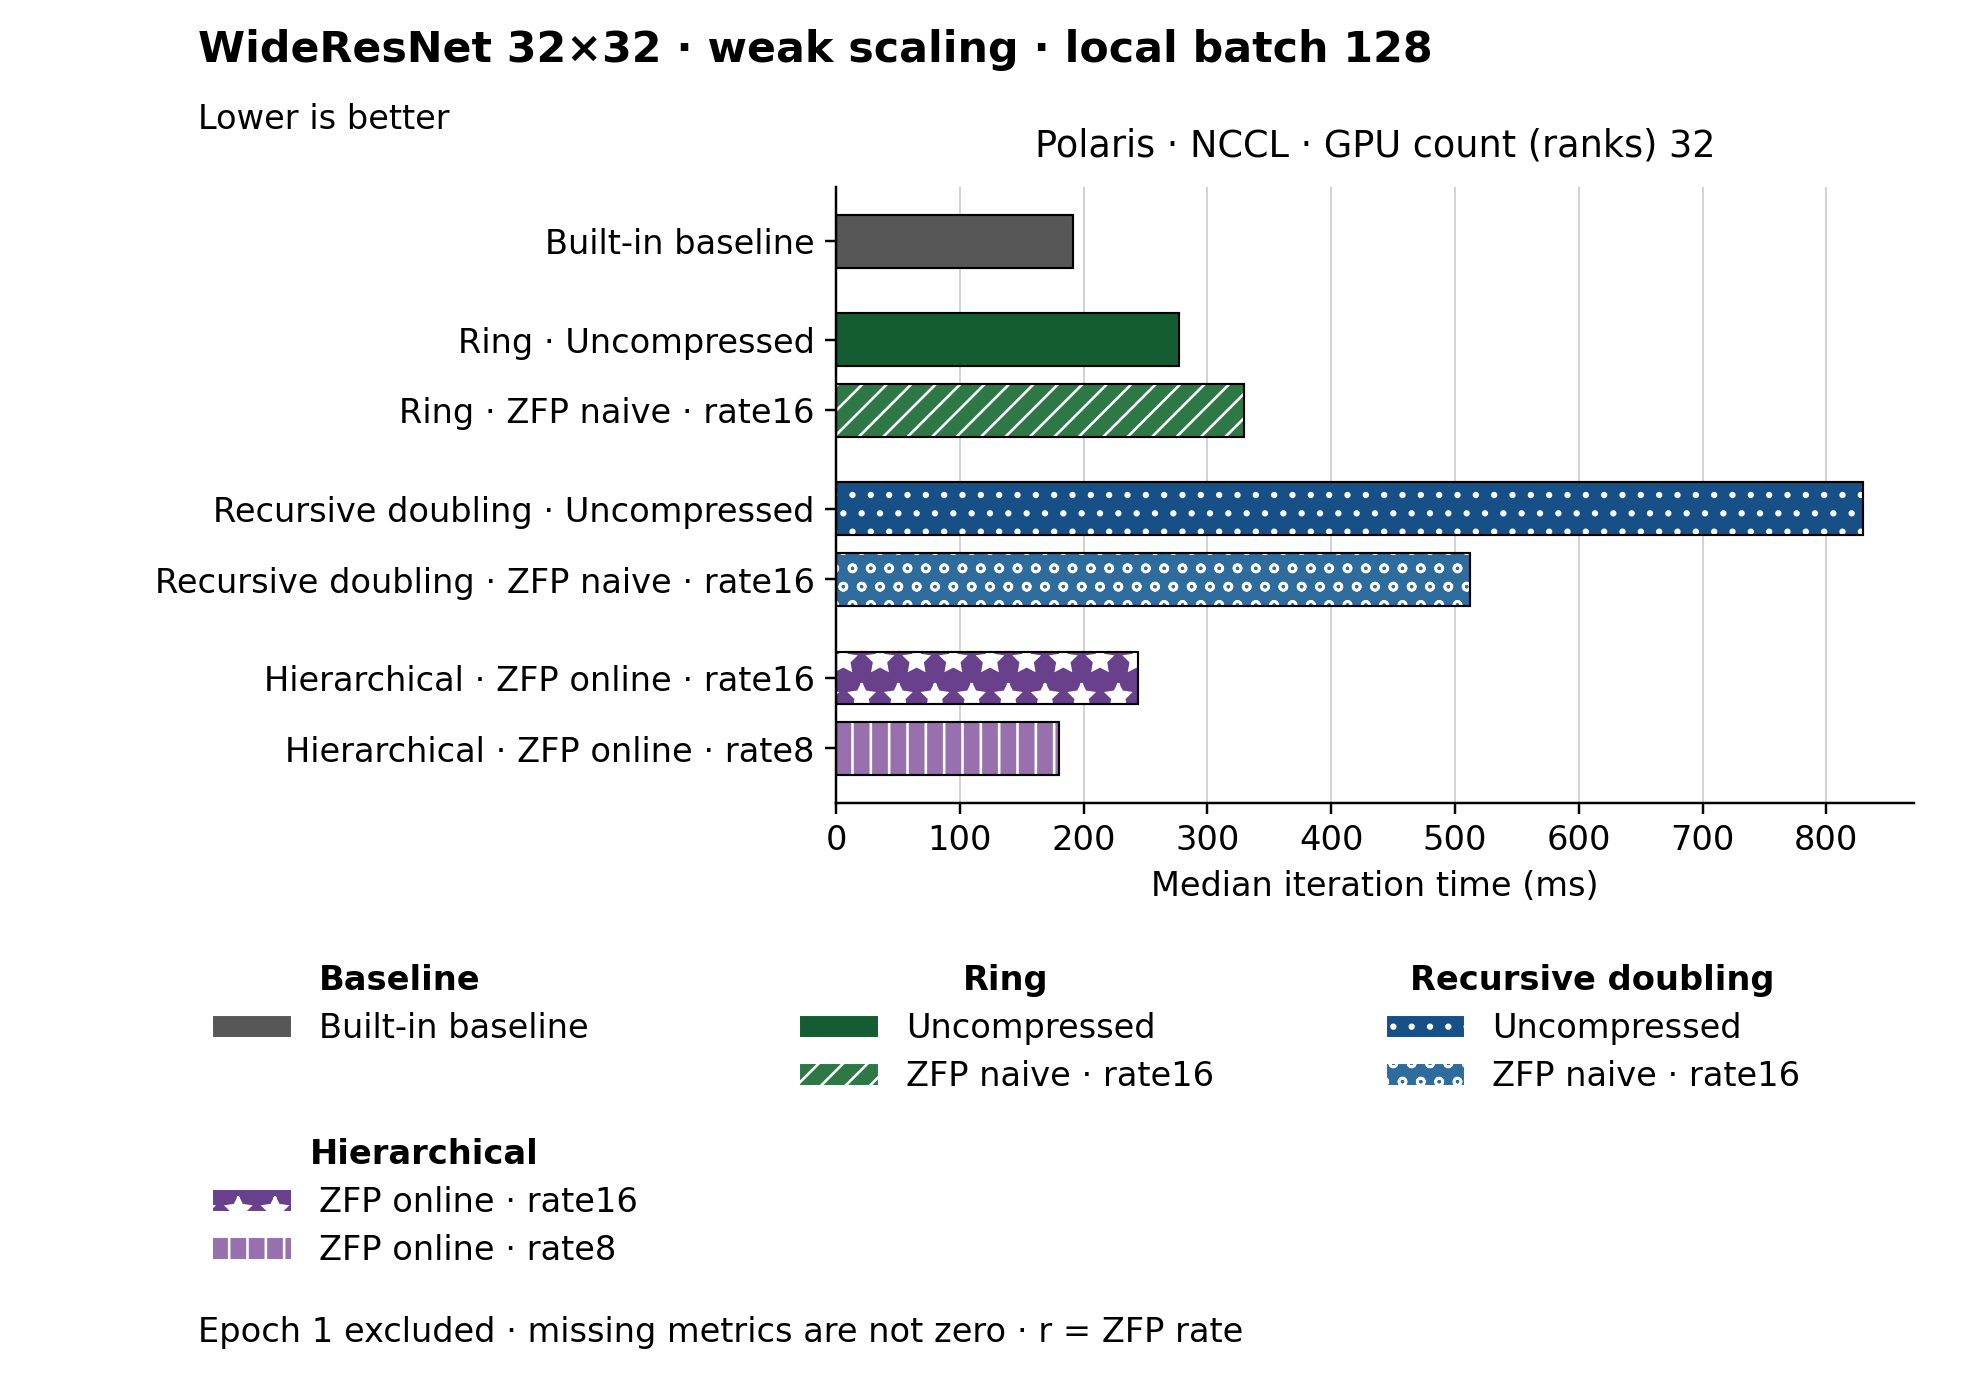 WideResNet 32×32 · weak scaling · local batch 128
Lower is better
Polaris · NCCL · GPU count (ranks) 32
Built-in baseline
Ring · Uncompressed
Ring · ZFP naive · rate16
Recursive doubling · Uncompressed
Recursive doubling · ZFP naive · rate16
Hierarchical · ZFP online · rate16
Hierarchical · ZFP online · rate8
0 100 200 300 400 500 600 700 800
Median iteration time (ms)
Baseline
Built-in baseline
Ring
Uncompressed
ZFP naive · rate16
Recursive doubling
Uncompressed
ZFP naive · rate16
Hierarchical
ZFP online · rate16
ZFP online · rate8
Epoch 1 excluded · missing metrics are not zero · r = ZFP rate